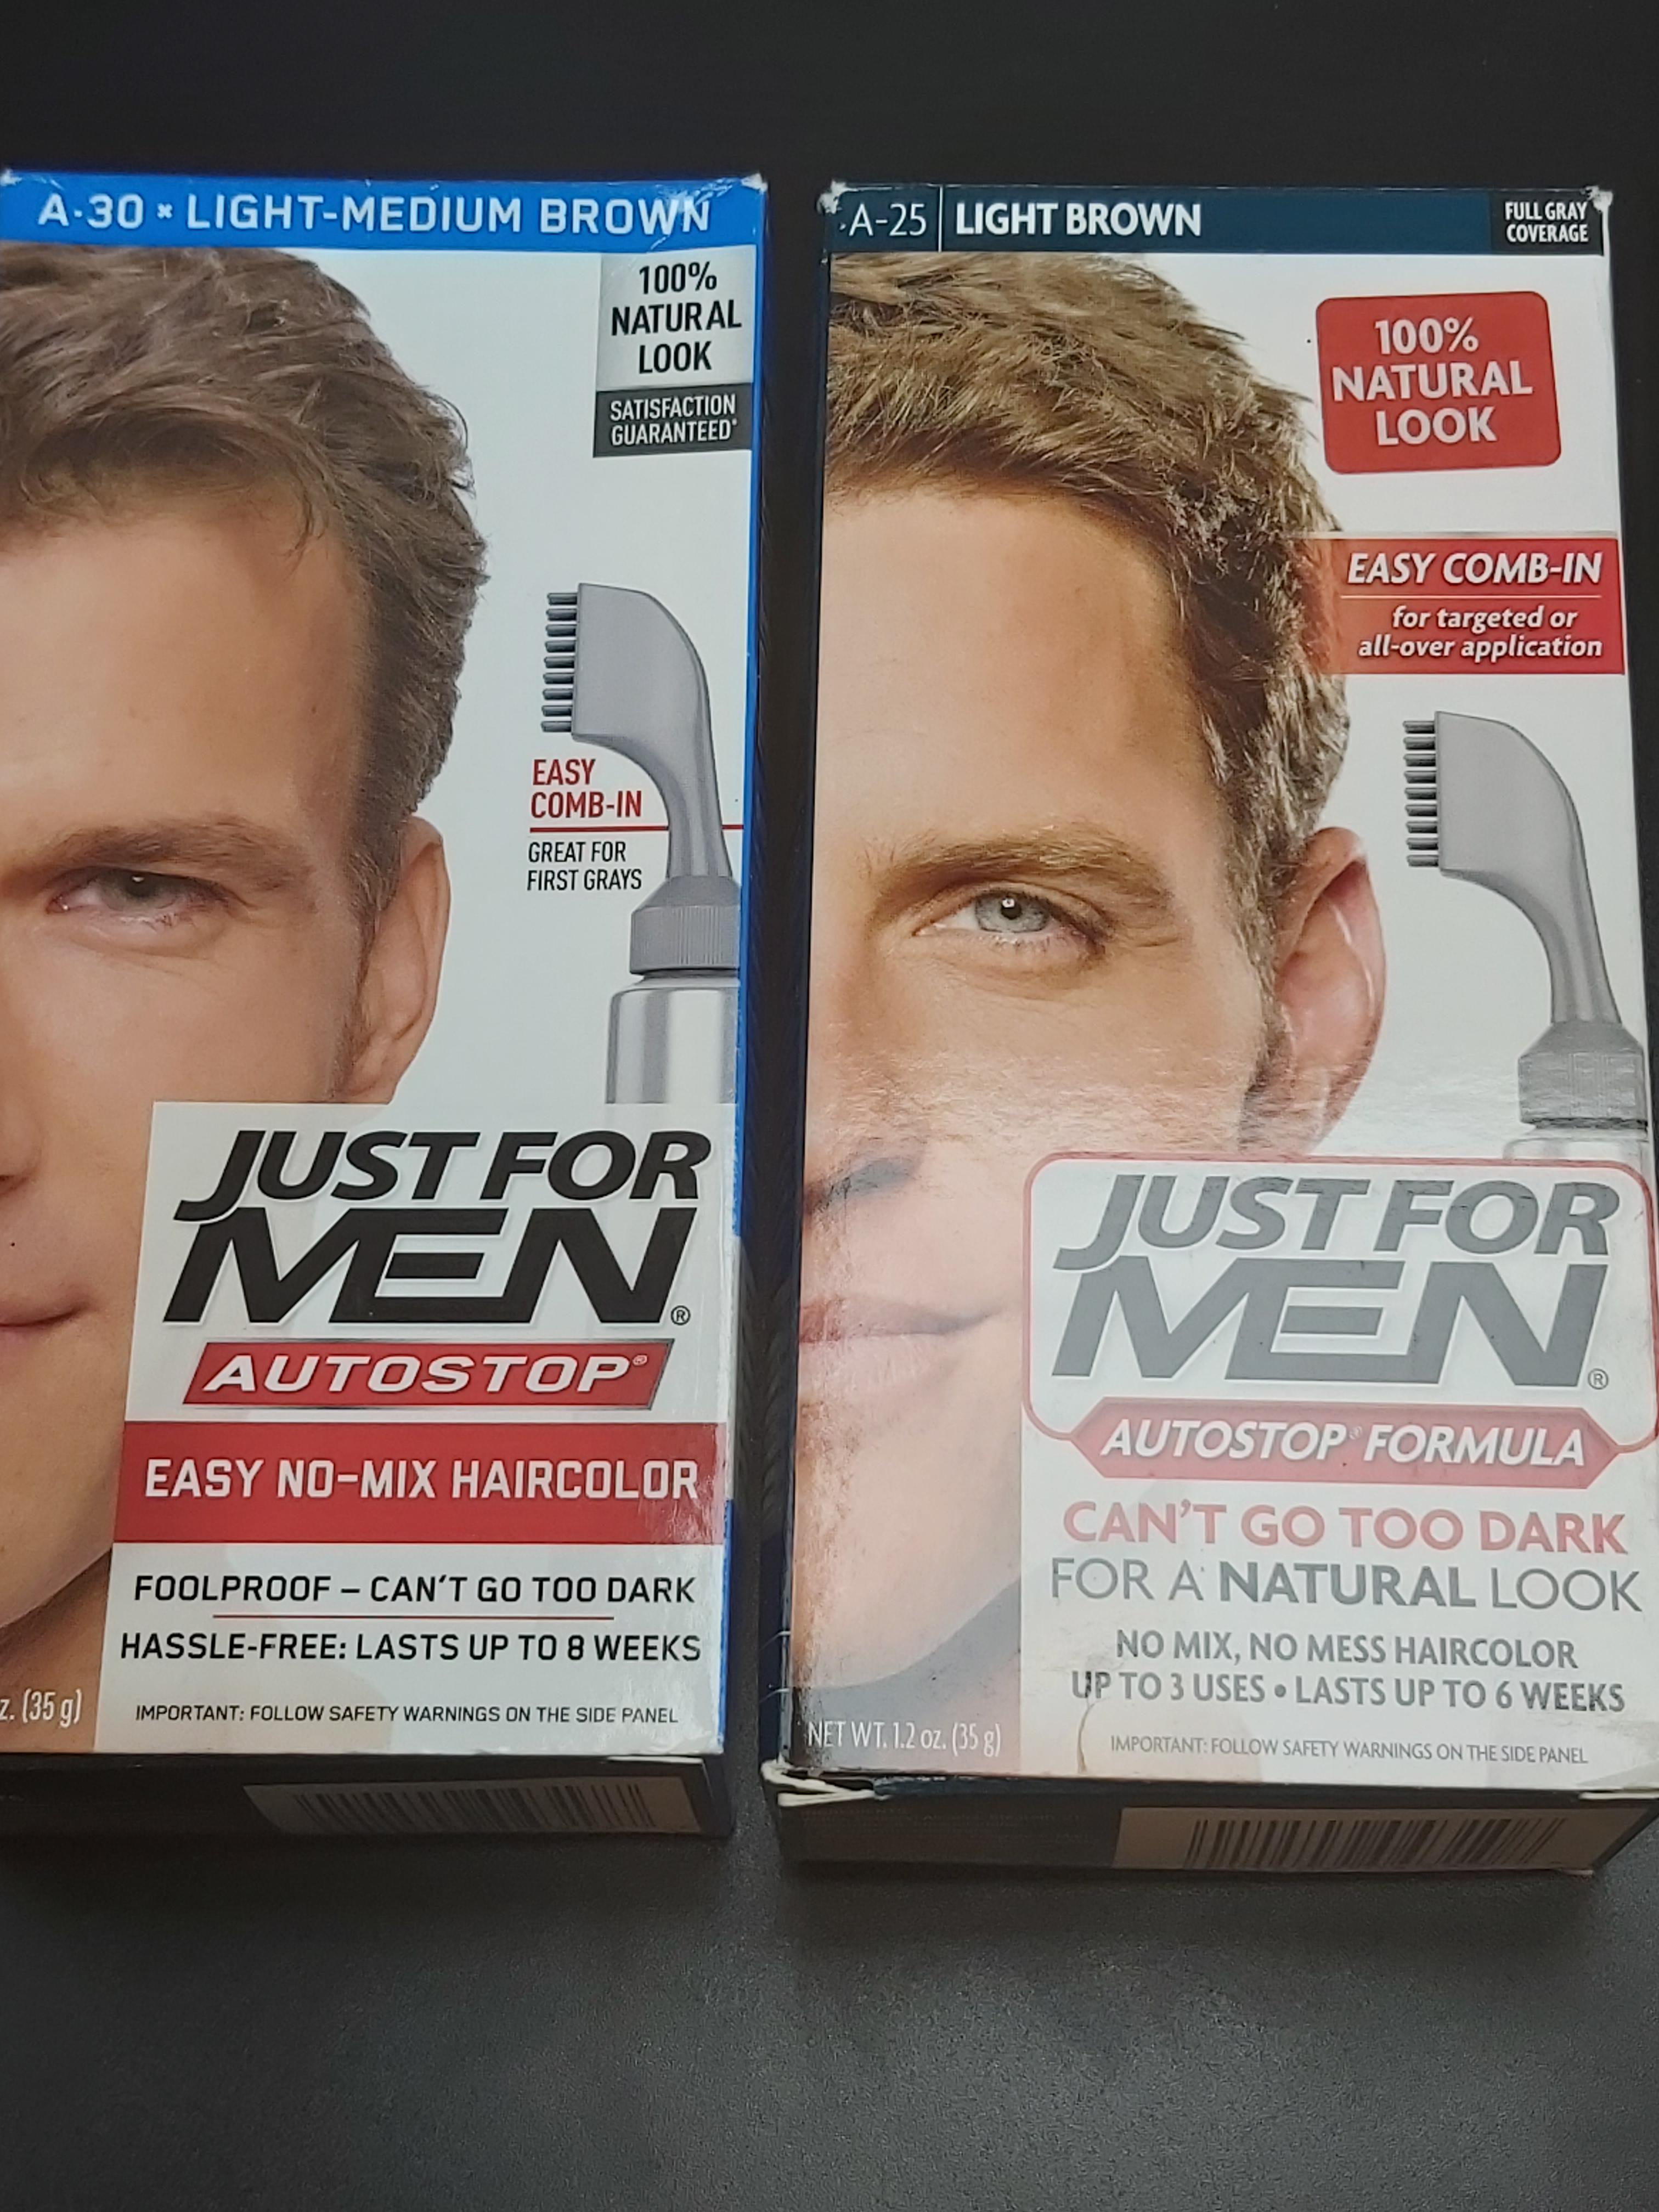 A-30 × LIGHT-MEDIUM BROWN
100%
NATURAL
LOOK
SATISFACTION
GUARANTEED*
EASY
COMB-IN
GREAT FOR
FIRST GRAYS
JUST FOR
MEN®
AUTOSTOP®
EASY NO-MIX HAIRCOLOR
FOOLPROOF – CAN'T GO TOO DARK
HASSLE-FREE: LASTS UP TO 8 WEEKS
z. (35 g)
IMPORTANT: FOLLOW SAFETY WARNINGS ON THE SIDE PANEL
A-25 LIGHT BROWN
FULL GRAY
COVERAGE
100%
NATURAL
LOOK
EASY COMB-IN
for targeted or
all-over application
JUST FOR
MEN®
AUTOSTOP® FORMULA
CAN'T GO TOO DARK
FOR A NATURAL LOOK
NO MIX, NO MESS HAIRCOLOR
UP TO 3 USES • LASTS UP TO 6 WEEKS
NET WT. 1.2 oz. (35 g)
IMPORTANT: FOLLOW SAFETY WARNINGS ON THE SIDE PANEL